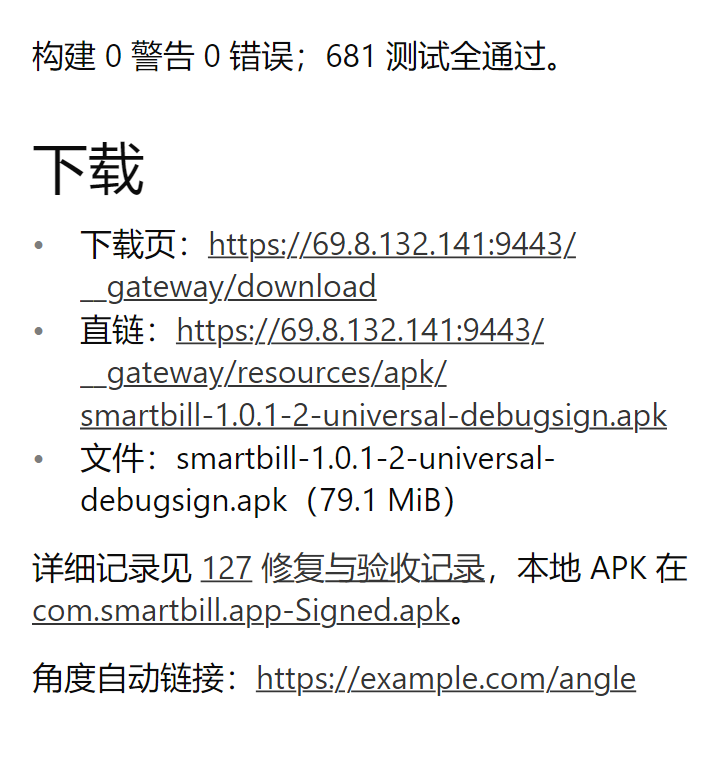 构建 0 警告 0 错误；681 测试全通过。
下载
• 下载页：https://69.8.132.141:9443/
__gateway/download
• 直链：https://69.8.132.141:9443/
__gateway/resources/apk/
smartbill-1.0.1-2-universal-debugsign.apk
• 文件：smartbill-1.0.1-2-universal-
debugsign.apk（79.1 MiB）
详细记录见 127 修复与验收记录，本地 APK 在
com.smartbill.app-Signed.apk。
角度自动链接：https://example.com/angle